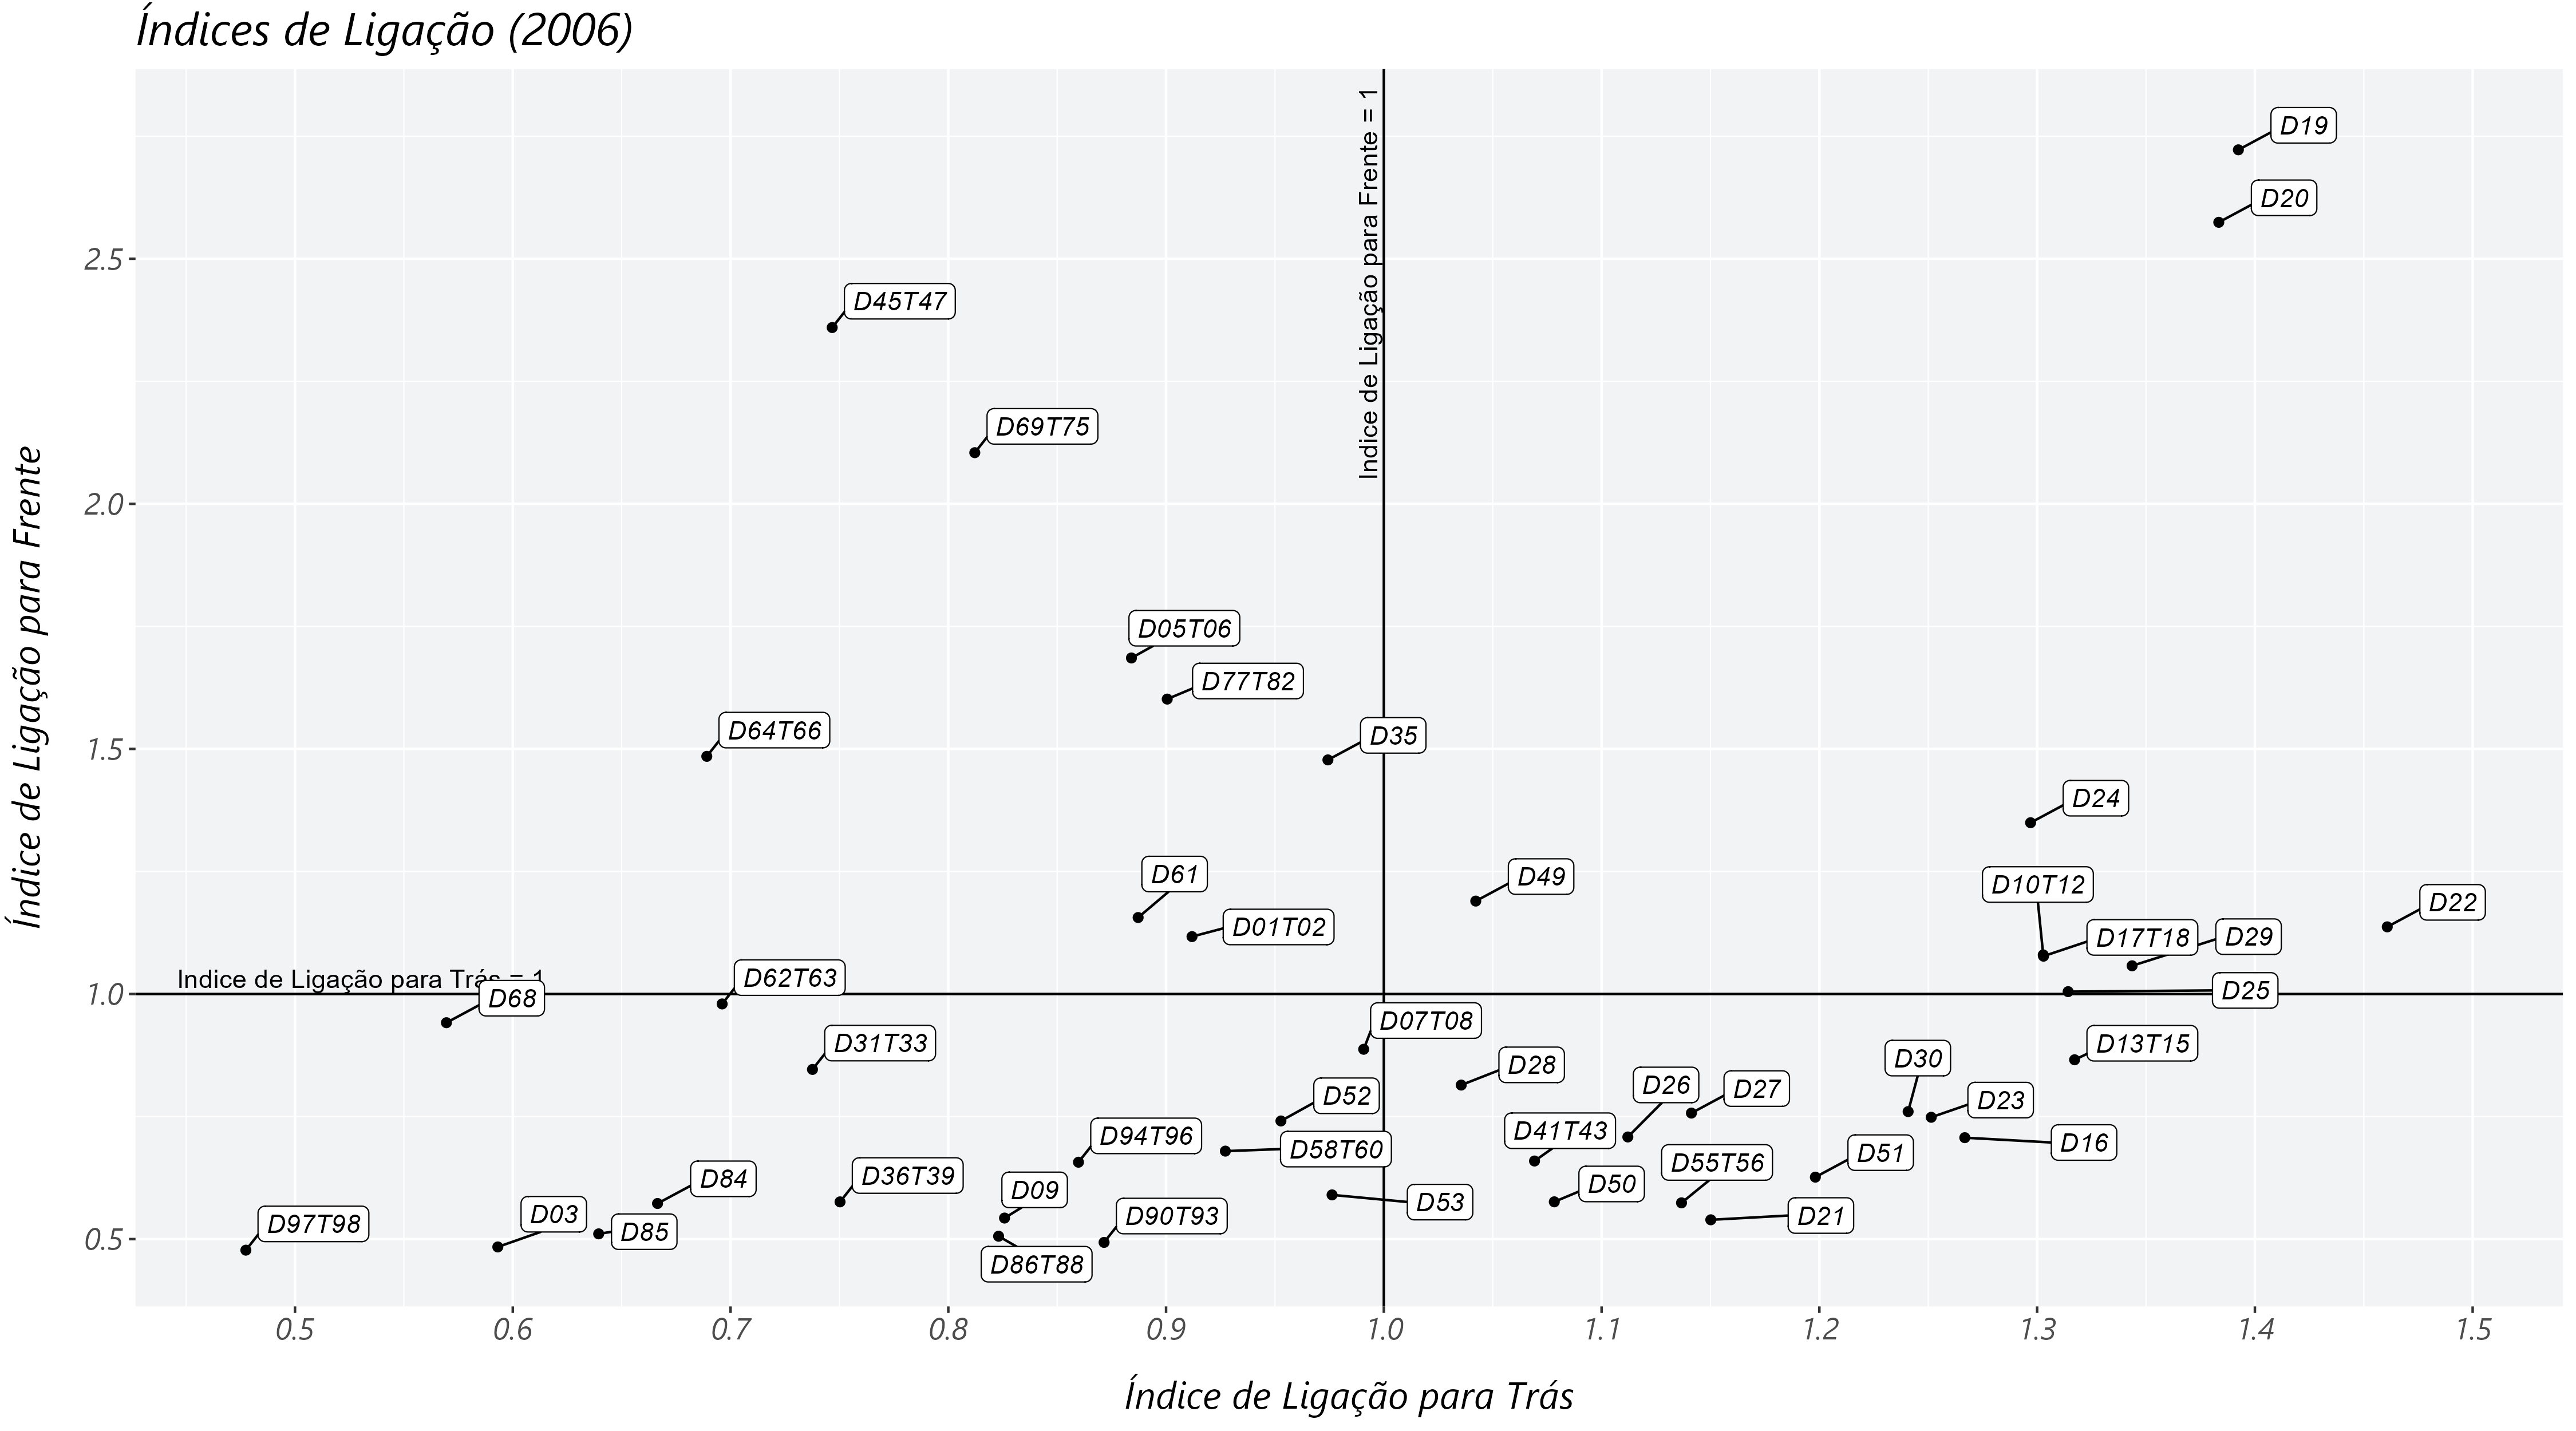 Índices de Ligação (2006)
Índice de Ligação para Frente
2.5
2.0
1.5
1.0
0.5
Indice de Ligação para Frente = 1
Indice de Ligação para Trás = 1
D19
D20
D45T47
D69T75
D05T06
D77T82
D64T66
D35
D24
D61
D49
D10T12
D22
D01T02
D17T18
D29
D62T63
D68
D25
D07T08
D31T33
D13T15
D28
D30
D26
D27
D52
D23
D94T96
D41T43
D58T60
D16
D51
D55T56
D84
D36T39
D50
D09
D53
D03
D90T93
D21
D97T98
D85
D86T88
0.5
0.6
0.7
0.8
0.9
1.0
1.1
1.2
1.3
1.4
1.5
Índice de Ligação para Trás